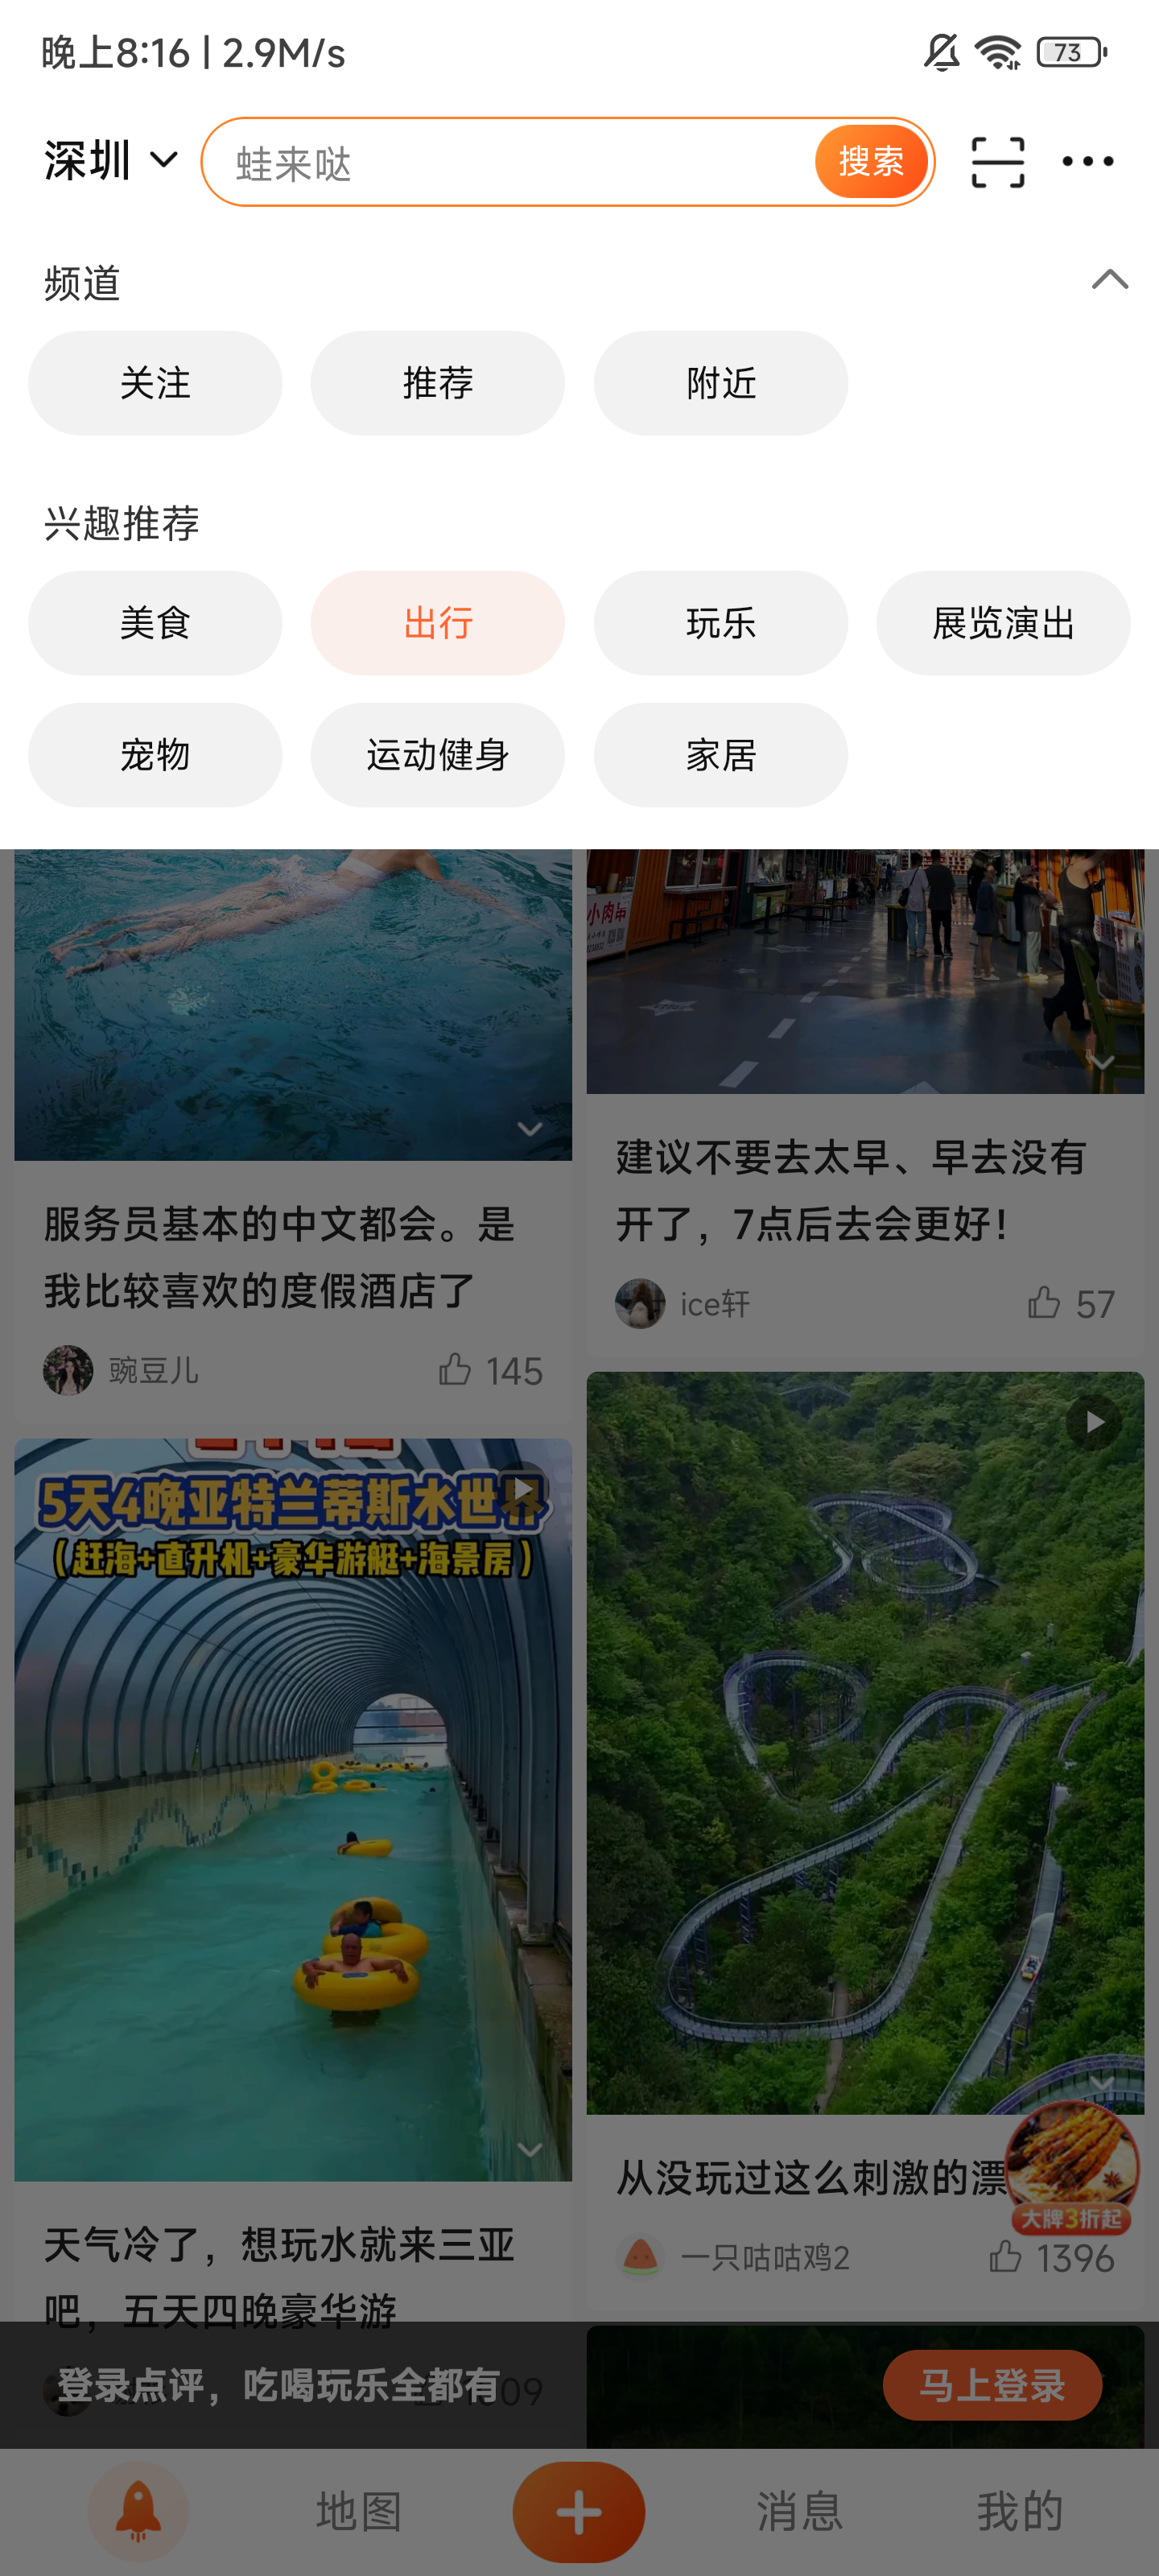 晚上8:16 | 2.9M/s
73
深圳
蛙来哒
搜索
频道
关注
推荐
附近
兴趣推荐
美食
出行
玩乐
展览演出
宠物
运动健身
家居
小肉串
服务员基本的中文都会。是
我比较喜欢的度假酒店了
豌豆儿
145
建议不要去太早、早去没有
开了，7点后去会更好！
ice轩
57
5天4晚亚特兰蒂斯水世界
（赶海+直升机+豪华游艇+海景房）
天气冷了，想玩水就来三亚
吧，五天四晚豪华游
从没玩过这么刺激的漂
大牌3折起
一只咕咕鸡2
1396
登录点评，吃喝玩乐全都有
马上登录
地图
消息
我的